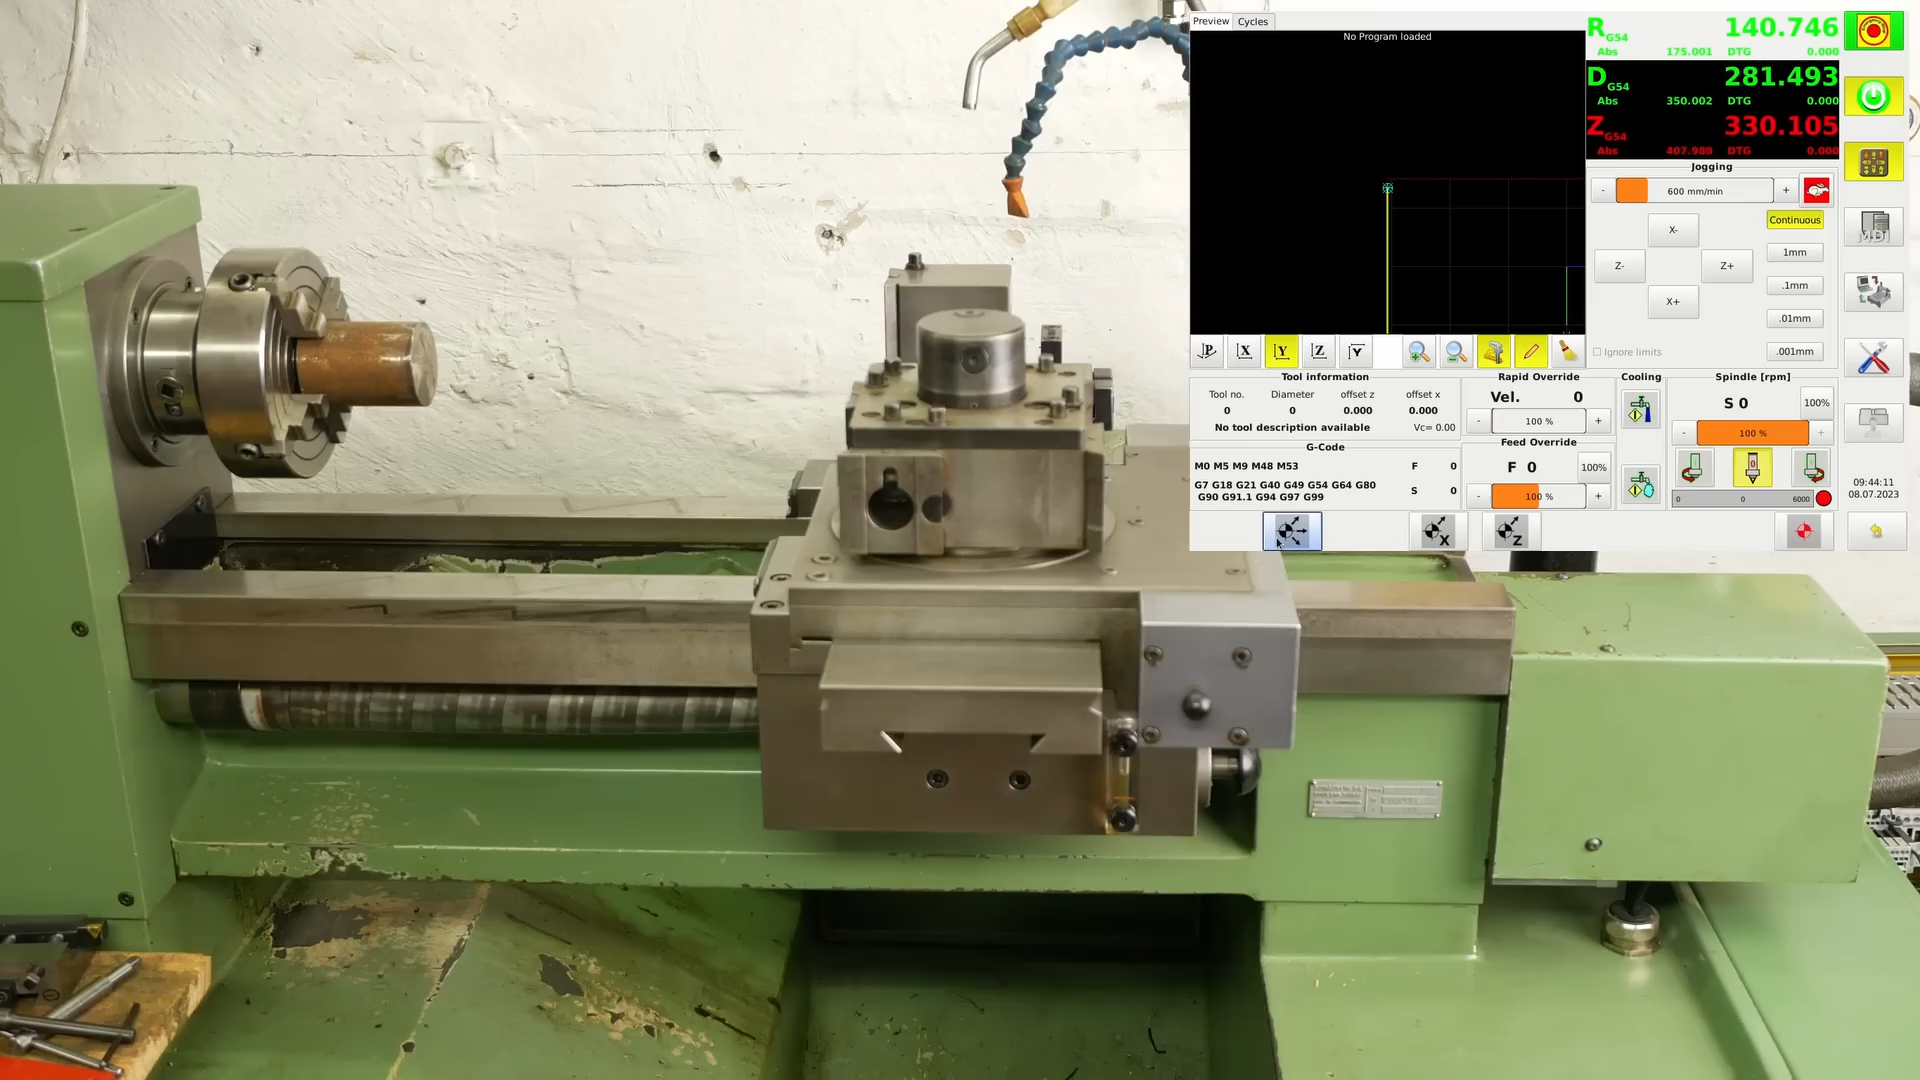 Preview Cycles
No Program loaded
R G54 140.746
Abs 175.001 DTG 0.000
D G54 281.493
Abs 350.002 DTG 0.000
Z G54 330.105
Abs 407.980 DTG 0.000
Jogging
- 600 mm/min +
X-
Z- Z+
X+
Continuous
1mm
.1mm
.01mm
.001mm
Ignore limits
MDI
P X Y Z Y
Tool information
Tool no. Diameter offset z offset x
0 0 0.000 0.000
No tool description available Vc= 0.00
G-Code
M0 M5 M9 M48 M53
G7 G18 G21 G40 G49 G54 G64 G80
G90 G91.1 G94 G97 G99
F 0
S 0
Rapid Override
Vel. 0
- 100 % +
Feed Override
F 0 100%
- 100 % +
Cooling
Spindle [rpm]
S 0 100%
- 100 % +
0
0 0 6000
09:44:11
08.07.2023
X
Z